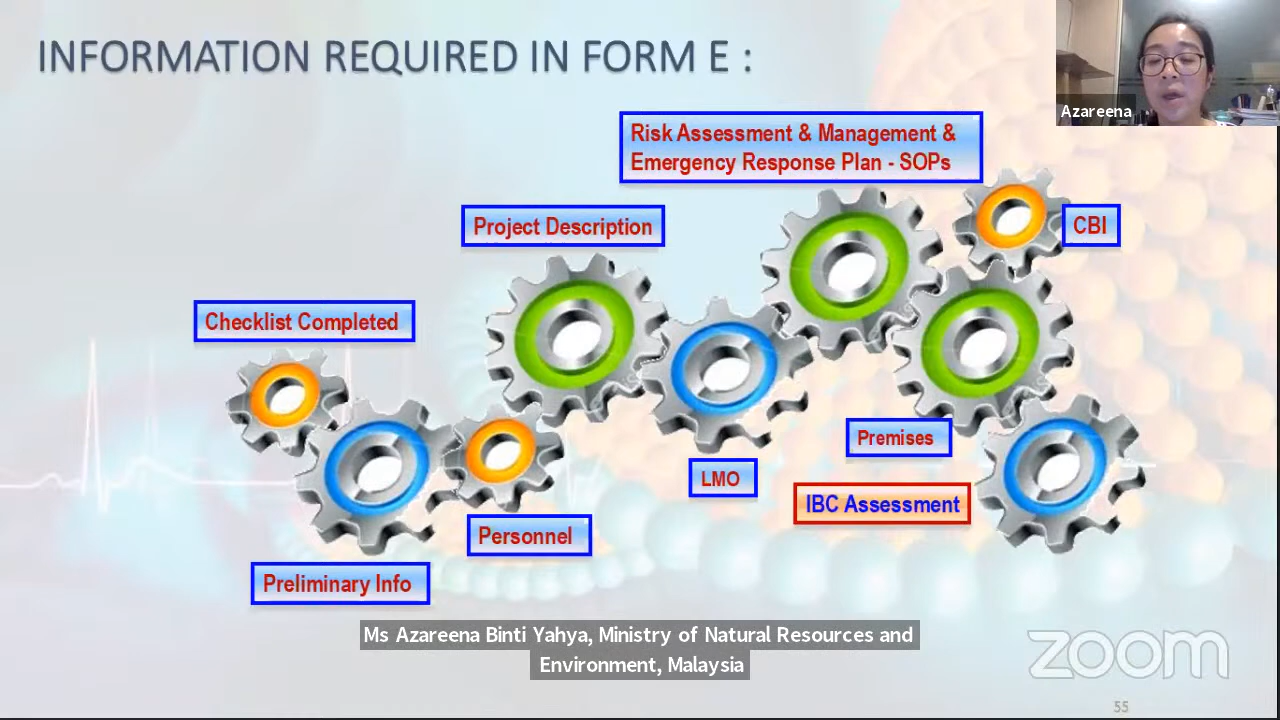 INFORMATION REQUIRED IN FORM E :
Azareena
Risk Assessment & Management &
Emergency Response Plan - SOPs
CBI
Project Description
Checklist Completed
Premises
LMO
IBC Assessment
Personnel
Preliminary Info
Ms Azareena Binti Yahya, Ministry of Natural Resources and
Environment, Malaysia
zoom
55